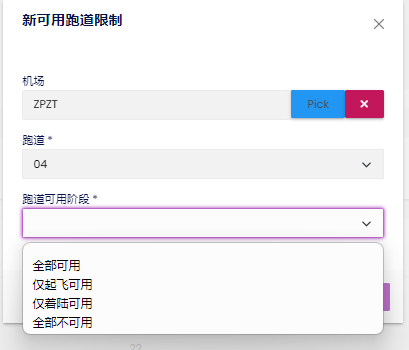 新可用跑道限制
机场
ZPZT
Pick
跑道 *
04
跑道可用阶段 *
全部可用
仅起飞可用
仅着陆可用
全部不可用
22